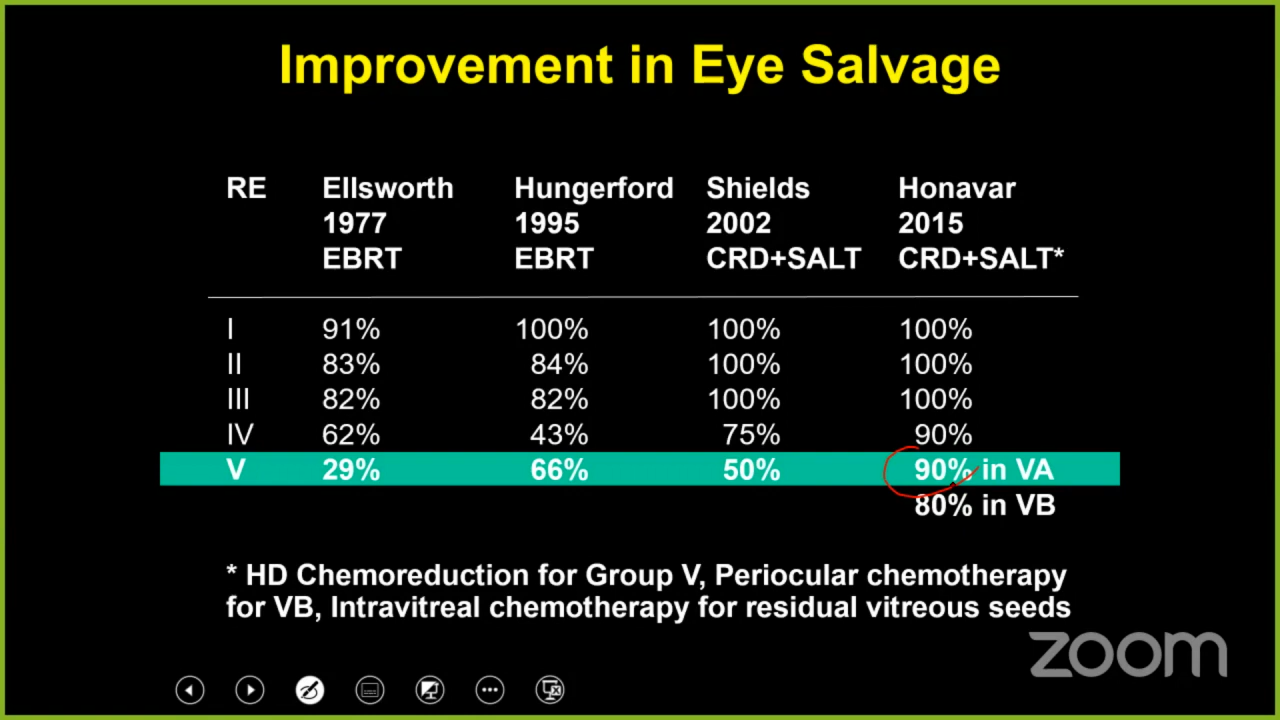 Improvement in Eye Salvage
RE Ellsworth Hungerford Shields Honavar
1977 1995 2002 2015
EBRT EBRT CRD+SALT CRD+SALT*
I 91% 100% 100% 100%
II 83% 84% 100% 100%
III 82% 82% 100% 100%
IV 62% 43% 75% 90%
V 29% 66% 50% 90% in VA
80% in VB
* HD Chemoreduction for Group V, Periocular chemotherapy
for VB, Intravitreal chemotherapy for residual vitreous seeds
zoom